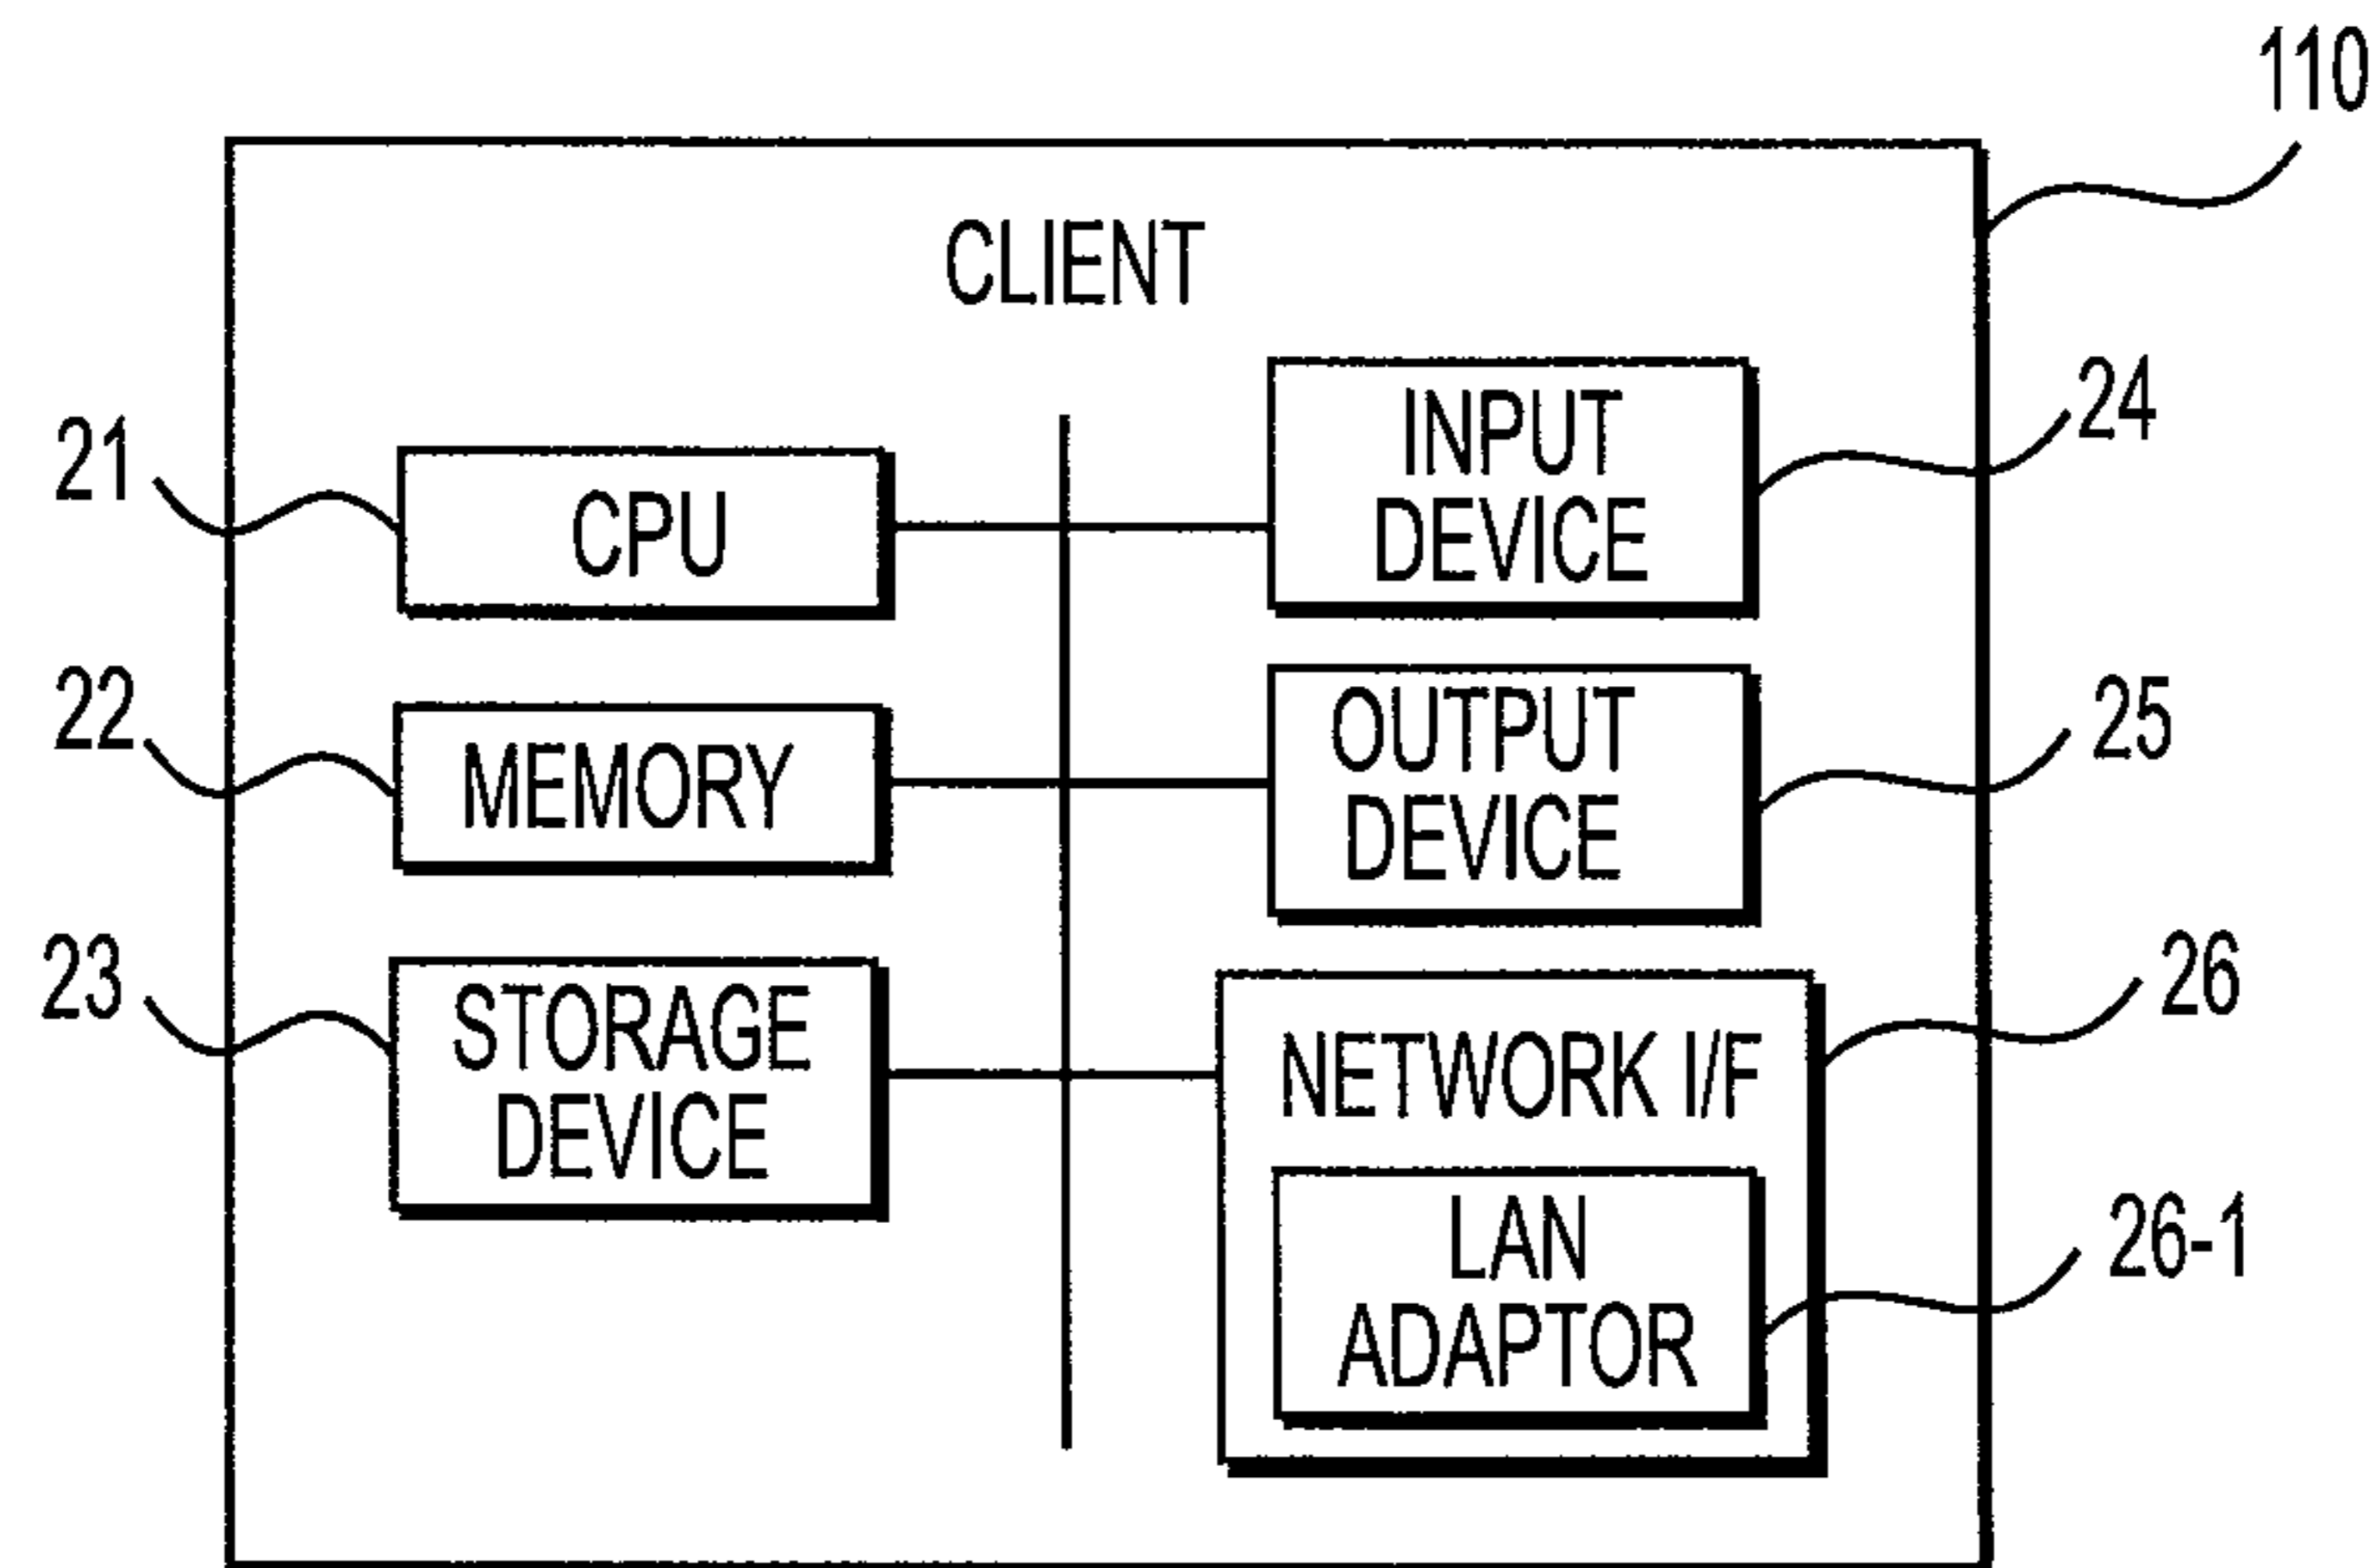 110
CLIENT
21
CPU
INPUT
DEVICE
24
22
MEMORY
OUTPUT
DEVICE
25
23
STORAGE
DEVICE
NETWORK I/F
26
LAN
ADAPTOR
26-1